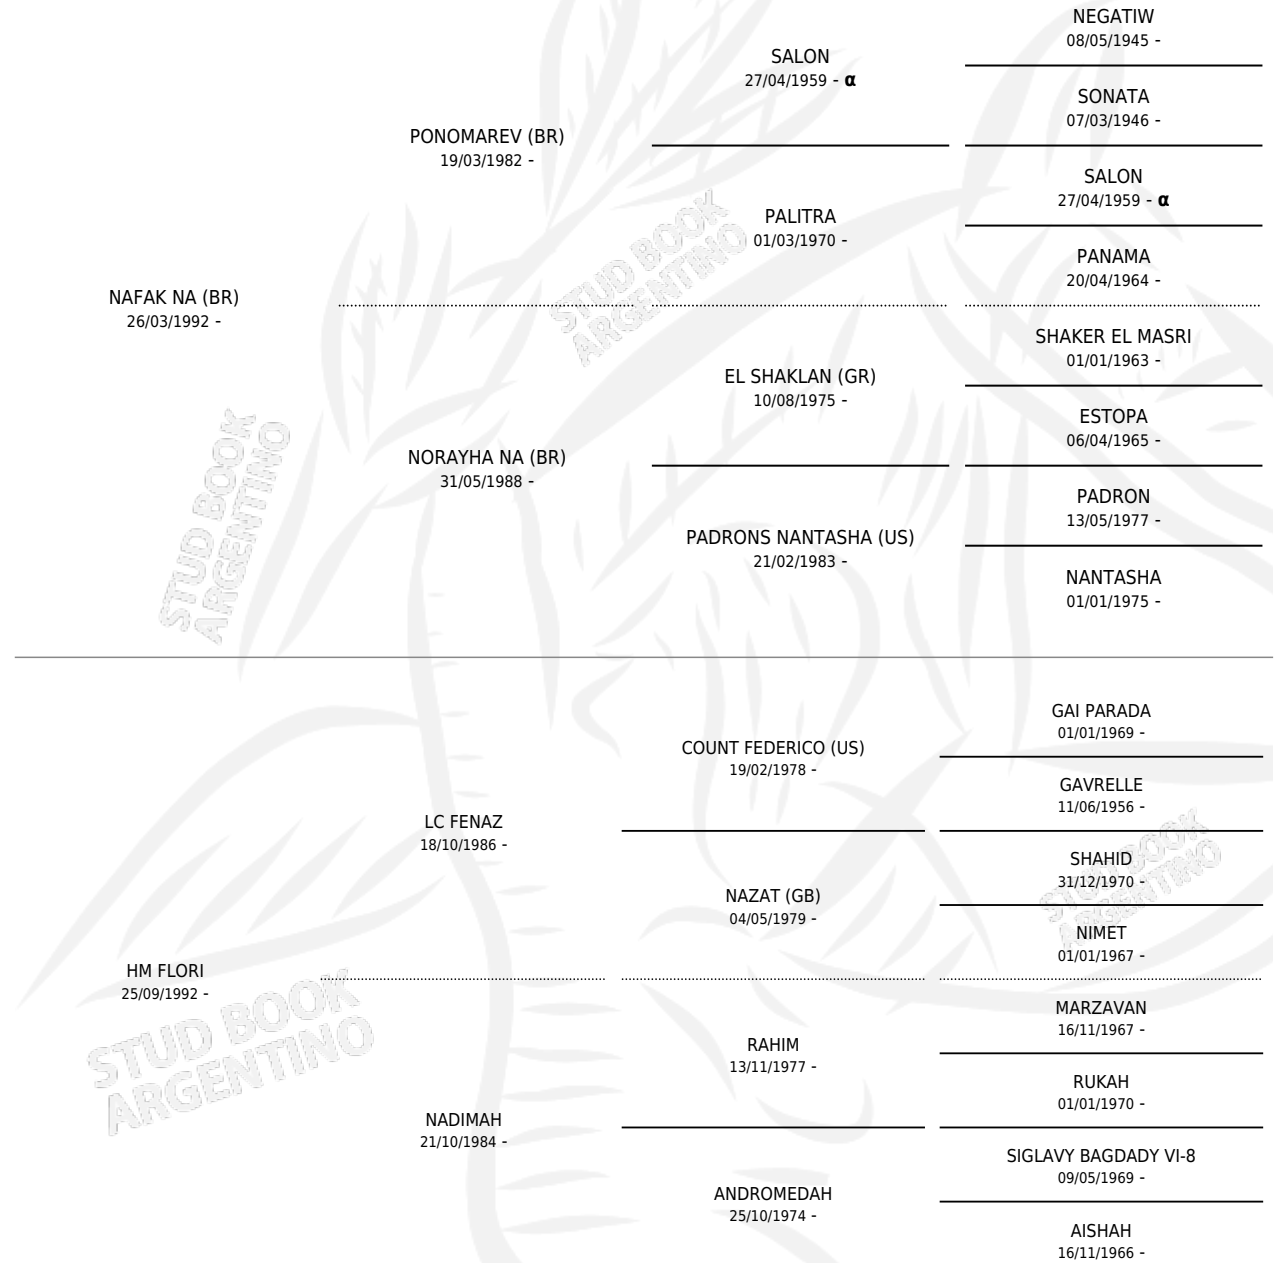 NEGATIW
08/05/1945 -
SALON
27/04/1959 - α
SONATA
07/03/1946 -
PONOMAREV (BR)
19/03/1982 -
SALON
27/04/1959 - α
PALITRA
01/03/1970 -
PANAMA
20/04/1964 -
NAFAK NA (BR)
26/03/1992 -
SHAKER EL MASRI
01/01/1963 -
EL SHAKLAN (GR)
10/08/1975 -
ESTOPA
06/04/1965 -
NORAYHA NA (BR)
31/05/1988 -
PADRON
13/05/1977 -
PADRONS NANTASHA (US)
21/02/1983 -
NANTASHA
01/01/1975 -
GAI PARADA
01/01/1969 -
COUNT FEDERICO (US)
19/02/1978 -
GAVRELLE
11/06/1956 -
LC FENAZ
18/10/1986 -
SHAHID
31/12/1970 -
NAZAT (GB)
04/05/1979 -
NIMET
01/01/1967 -
HM FLORI
25/09/1992 -
MARZAVAN
16/11/1967 -
RAHIM
13/11/1977 -
RUKAH
01/01/1970 -
NADIMAH
21/10/1984 -
SIGLAVY BAGDADY VI-8
09/05/1969 -
ANDROMEDAH
25/10/1974 -
AISHAH
16/11/1966 -
STUD BOOK
ARGENTINO
STUD BOOK
ARGENTINO
STUD BOOK
ARGENTINO
STUD BOOK
ARGENTINO